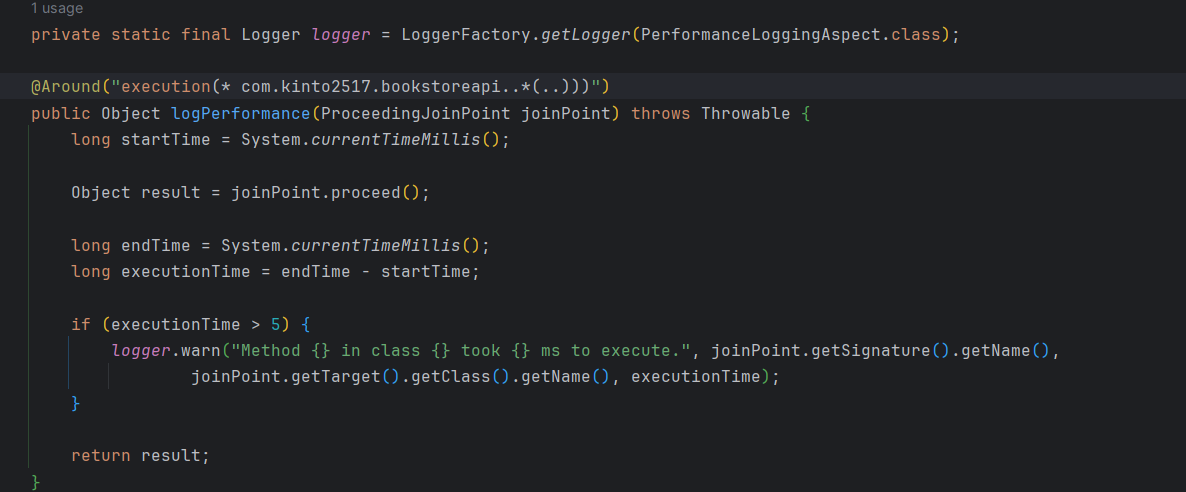 1 usage
private static final Logger logger = LoggerFactory.getLogger(PerformanceLoggingAspect.class);
@Around("execution(* com.kinto2517.bookstoreapi..*(..)))")
public Object logPerformance(ProceedingJoinPoint joinPoint) throws Throwable {
long startTime = System.currentTimeMillis();
Object result = joinPoint.proceed();
long endTime = System.currentTimeMillis();
long executionTime = endTime - startTime;
if (executionTime > 5) {
logger.warn("Method {} in class {} took {} ms to execute.", joinPoint.getSignature().getName(),
joinPoint.getTarget().getClass().getName(), executionTime);
}
return result;
}